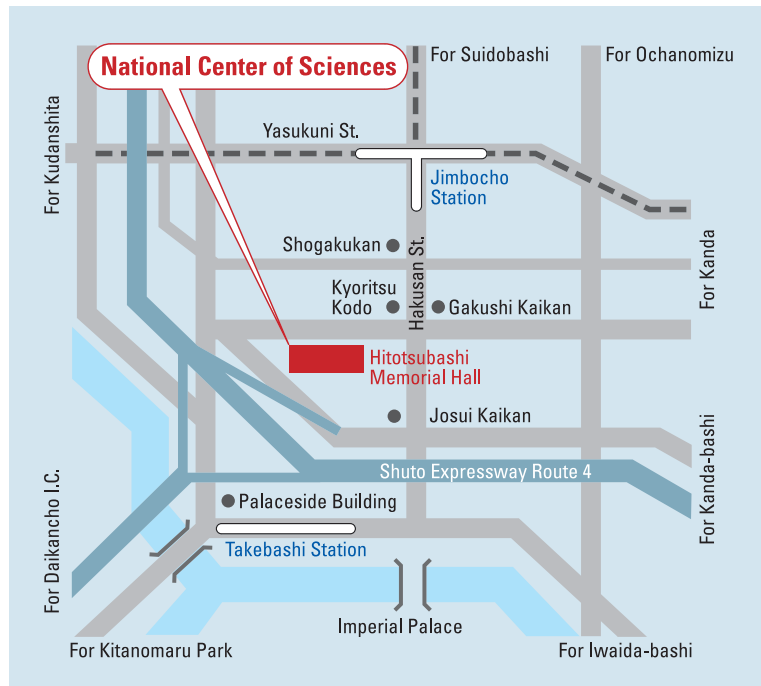 National Center of Sciences
For Suidobashi
For Ochanomizu
For Kudanshita
Yasukuni St.
Jimbocho
Station
Shogakukan
Hakusan St.
For Kanda
Kyoritsu
Kodo
Gakushi Kaikan
Hitotsubashi
Memorial Hall
Josui Kaikan
Shuto Expressway Route 4
For Kanda-bashi
For Daikancho I.C.
Palaceside Building
Takebashi Station
Imperial Palace
For Kitanomaru Park
For Iwaida-bashi